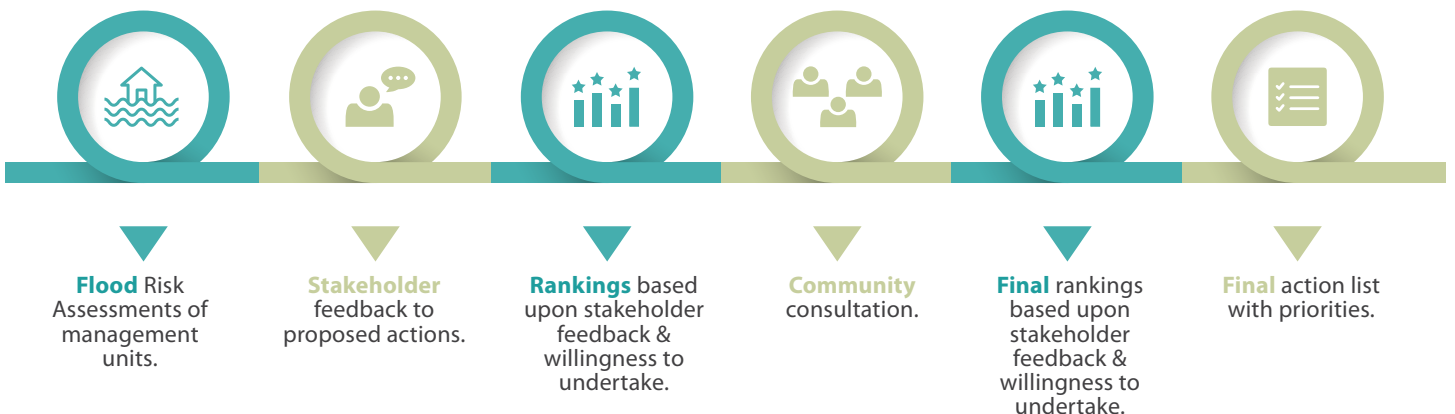 Flood Risk
Assessments of
management
units.
Stakeholder
feedback to
proposed actions.
Rankings based
upon stakeholder
feedback &
willingness to
undertake.
Community
consultation.
Final rankings
based upon
stakeholder
feedback &
willingness to
undertake.
Final action list
with priorities.